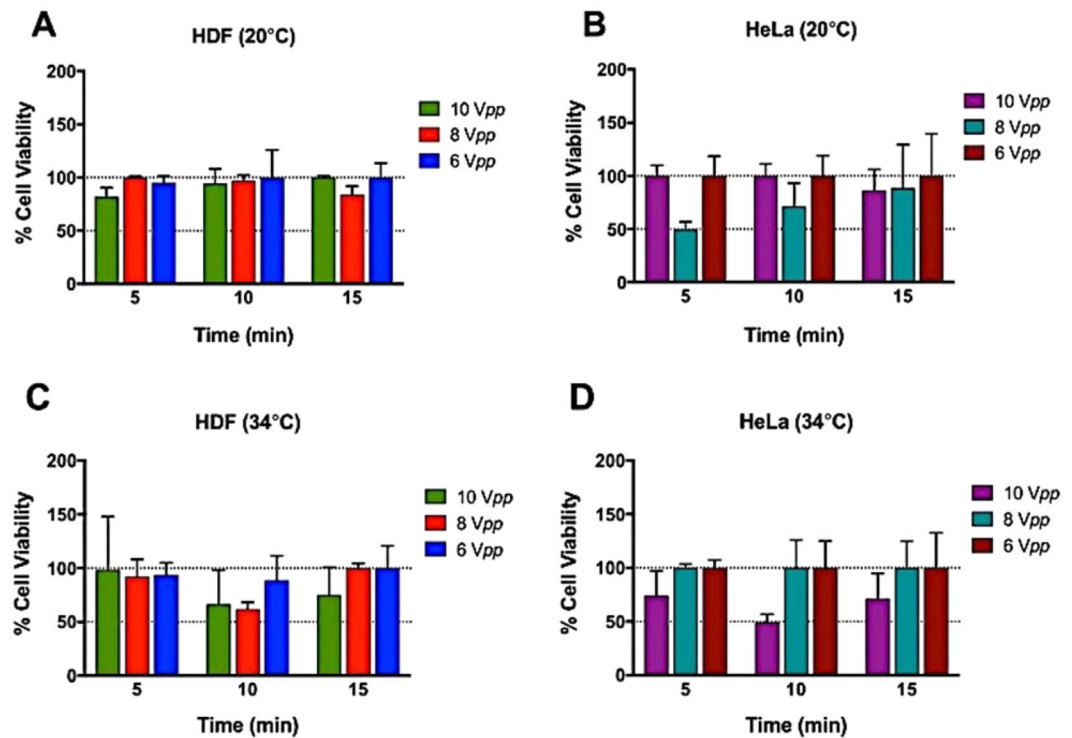 A
HDF (20°C)
% Cell Viability
200
150
100
50
0
5 10 15
Time (min)
10 Vpp
8 Vpp
6 Vpp
B
HeLa (20°C)
% Cell Viability
200
150
100
50
0
5 10 15
Time (min)
10 Vpp
8 Vpp
6 Vpp
C
HDF (34°C)
% Cell Viability
200
150
100
50
0
5 10 15
Time (min)
10 Vpp
8 Vpp
6 Vpp
D
HeLa (34°C)
% Cell Viability
200
150
100
50
0
5 10 15
Time (min)
10 Vpp
8 Vpp
6 Vpp